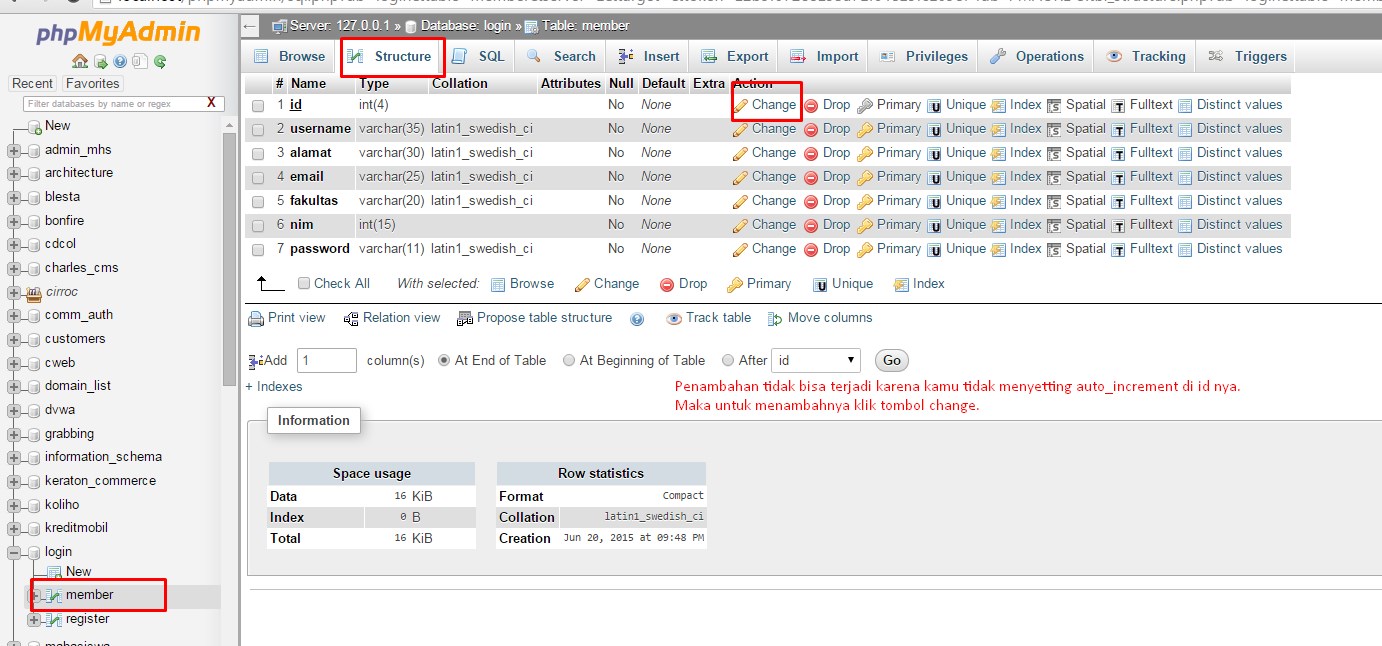 phpMyAdmin
Recent Favorites
Filter databases by name or regex X
New
admin_mhs
architecture
blesta
bonfire
cdcol
charles_cms
cirroc
comm_auth
customers
cweb
domain_list
dvwa
grabbing
information_schema
keraton_commerce
koliho
kreditmobil
login
New
member
register
Server: 127.0.0.1 » Database: login » Table: member
Browse Structure SQL Search Insert Export Import Privileges Operations Tracking Triggers
# Name Type Collation Attributes Null Default Extra Action
1 id int(4) No None Change Drop Primary Unique Index Spatial Fulltext Distinct values
2 username varchar(35) latin1_swedish_ci No None Change Drop Primary Unique Index Spatial Fulltext Distinct values
3 alamat varchar(30) latin1_swedish_ci No None Change Drop Primary Unique Index Spatial Fulltext Distinct values
4 email varchar(25) latin1_swedish_ci No None Change Drop Primary Unique Index Spatial Fulltext Distinct values
5 fakultas varchar(20) latin1_swedish_ci No None Change Drop Primary Unique Index Spatial Fulltext Distinct values
6 nim int(15) No None Change Drop Primary Unique Index Spatial Fulltext Distinct values
7 password varchar(11) latin1_swedish_ci No None Change Drop Primary Unique Index Spatial Fulltext Distinct values
Check All With selected: Browse Change Drop Primary Unique Index
Print view Relation view Propose table structure Track table Move columns
Add 1 column(s) At End of Table At Beginning of Table After id Go
+ Indexes
Penambahan tidak bisa terjadi karena kamu tidak menyetting auto_increment di id nya.
Maka untuk menambahnya klik tombol change.
Information
Space usage
Data 16 KiB
Index 0 B
Total 16 KiB
Row statistics
Format Compact
Collation latin1_swedish_ci
Creation Jun 20, 2015 at 09:48 PM